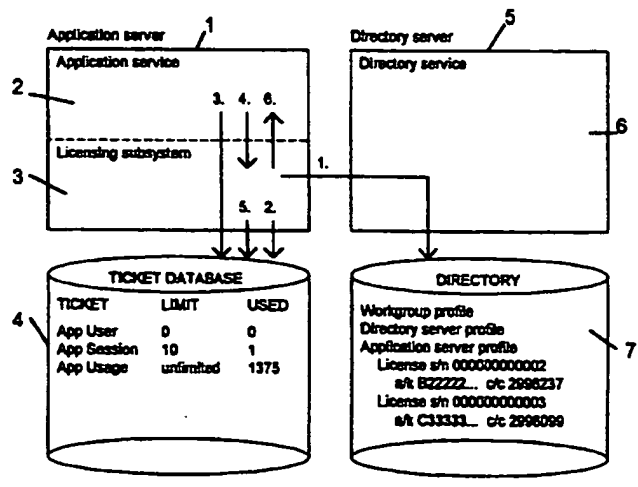 1
5
Application server
Directory server
Application service
Directory service
2
3. 4. 6.
6
Licensing subsystem
1.
3
5. 2.
TICKET DATABASE
DIRECTORY
TICKET LIMIT USED
Workgroup profile
4
App User 0 0
Directory server profile
App Session 10 1
Application server profile
7
App Usage unlimited 1375
License s/n 000000000002
a/k B22222... c/c 2996237
License s/n 000000000003
a/k C33333... c/c 2996099